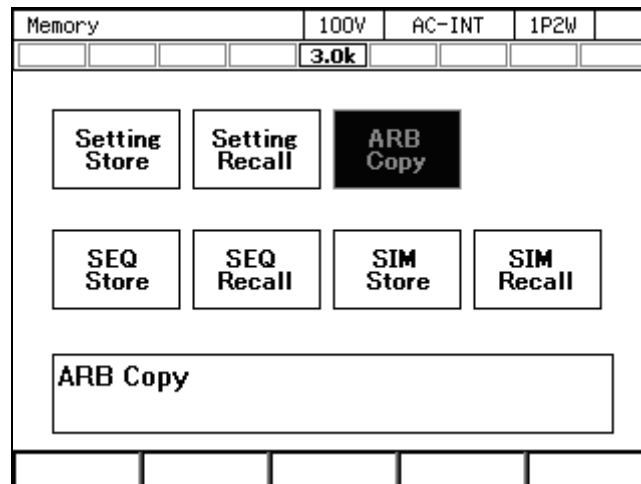 Memory 100V AC-INT 1P2W
3.0k
Setting Setting ARB
Store Recall Copy
SEQ SEQ SIM SIM
Store Recall Store Recall
ARB Copy